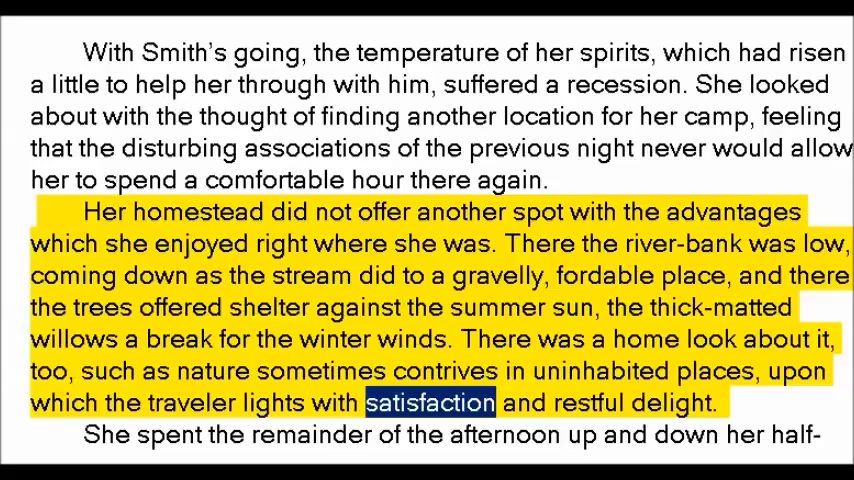 With Smith’s going, the temperature of her spirits, which had risen
a little to help her through with him, suffered a recession. She looked
about with the thought of finding another location for her camp, feeling
that the disturbing associations of the previous night never would allow
her to spend a comfortable hour there again.
Her homestead did not offer another spot with the advantages
which she enjoyed right where she was. There the river-bank was low,
coming down as the stream did to a gravelly, fordable place, and there
the trees offered shelter against the summer sun, the thick-matted
willows a break for the winter winds. There was a home look about it,
too, such as nature sometimes contrives in uninhabited places, upon
which the traveler lights with satisfaction and restful delight.
She spent the remainder of the afternoon up and down her half-